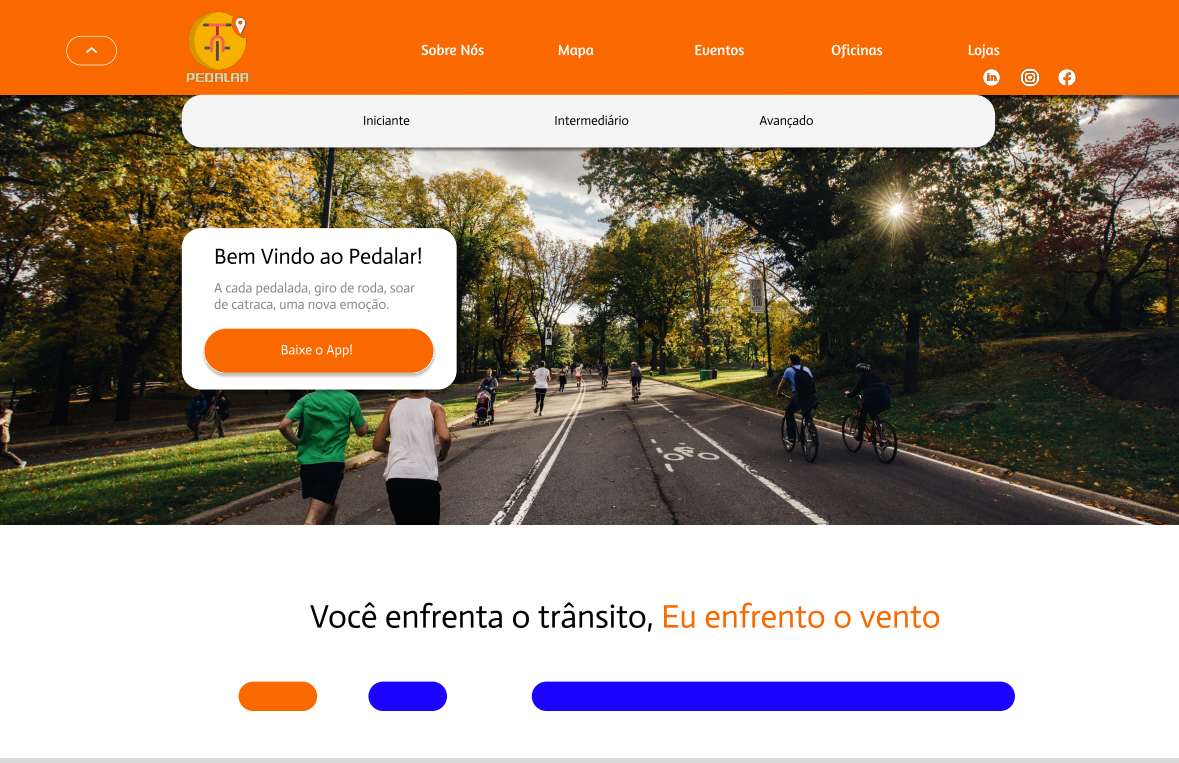 PEDALAR
Sobre Nós
Mapa
Eventos
Oficinas
Lojas
in
Iniciante
Intermediário
Avançado
Bem Vindo ao Pedalar!
A cada pedalada, giro de roda, soar
de catraca, uma nova emoção.
Baixe o App!
Você enfrenta o trânsito, Eu enfrento o vento